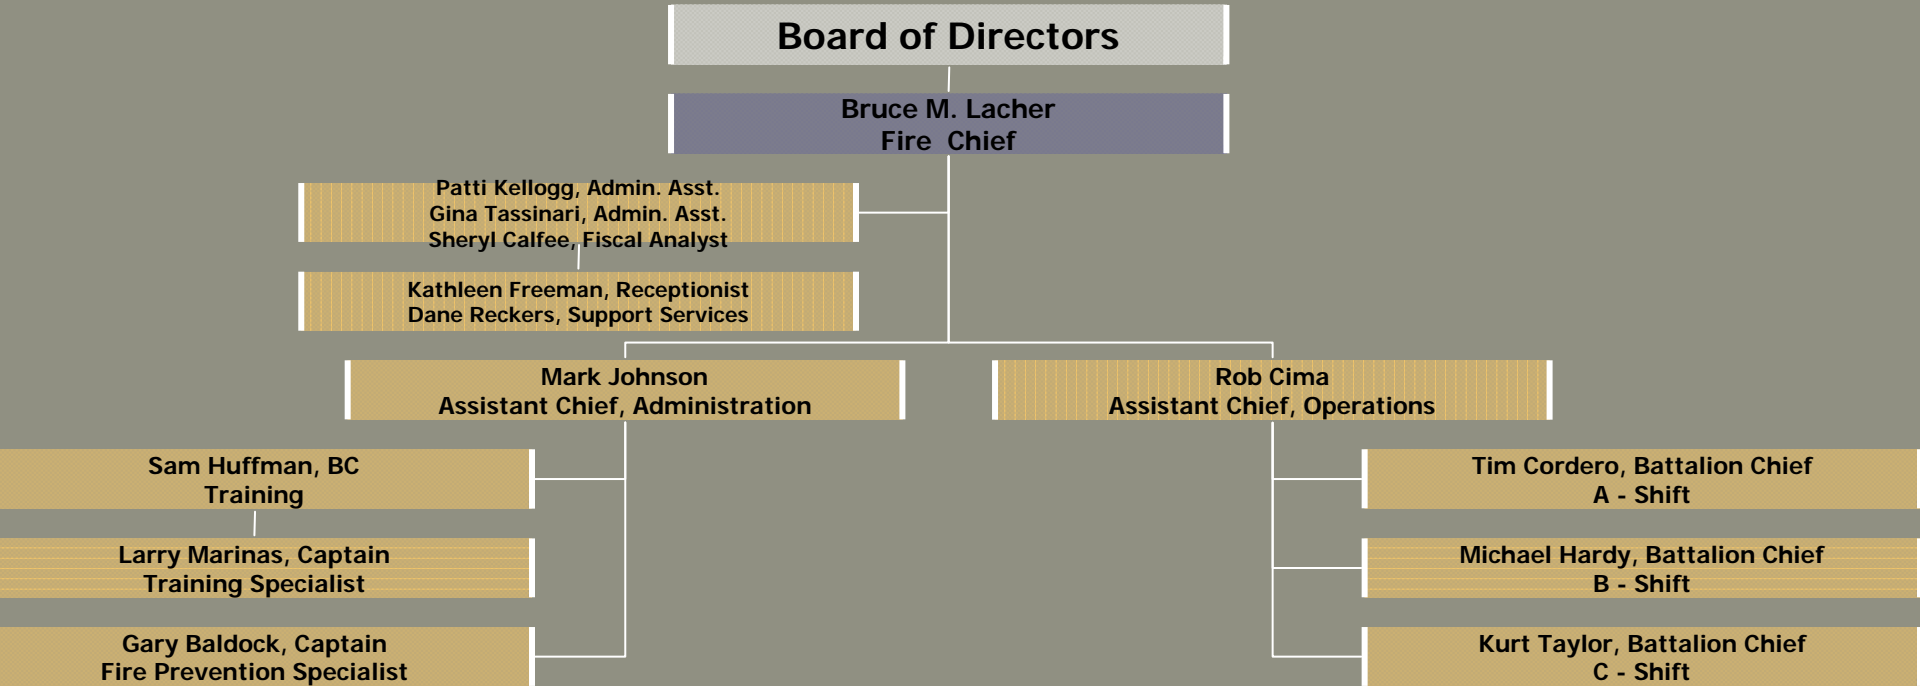 Board of Directors
Bruce M. Lacher
Fire Chief
Patti Kellogg, Admin. Asst.
Gina Tassinari, Admin. Asst.
Sheryl Calfee, Fiscal Analyst
Kathleen Freeman, Receptionist
Dane Reckers, Support Services
Mark Johnson
Assistant Chief, Administration
Rob Cima
Assistant Chief, Operations
Sam Huffman, BC
Training
Larry Marinas, Captain
Training Specialist
Gary Baldock, Captain
Fire Prevention Specialist
Tim Cordero, Battalion Chief
A - Shift
Michael Hardy, Battalion Chief
B - Shift
Kurt Taylor, Battalion Chief
C - Shift